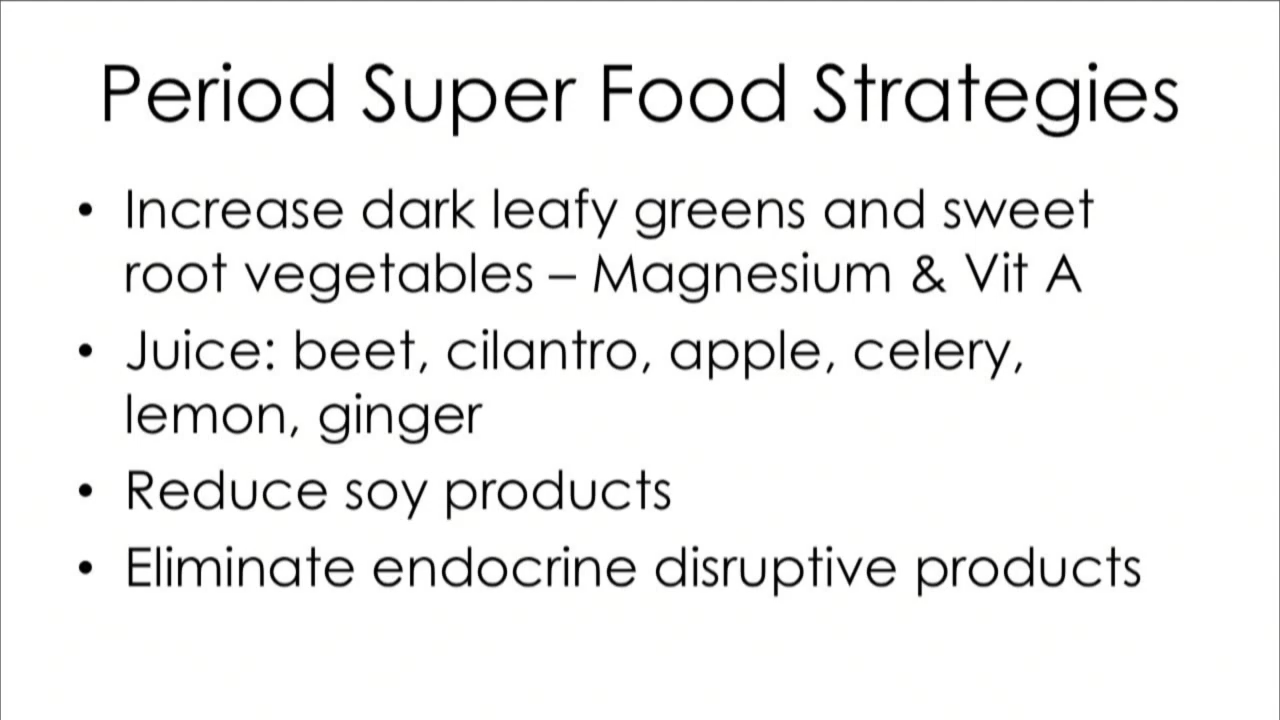 Period Super Food Strategies
• Increase dark leafy greens and sweet
root vegetables – Magnesium & Vit A
• Juice: beet, cilantro, apple, celery,
lemon, ginger
• Reduce soy products
• Eliminate endocrine disruptive products